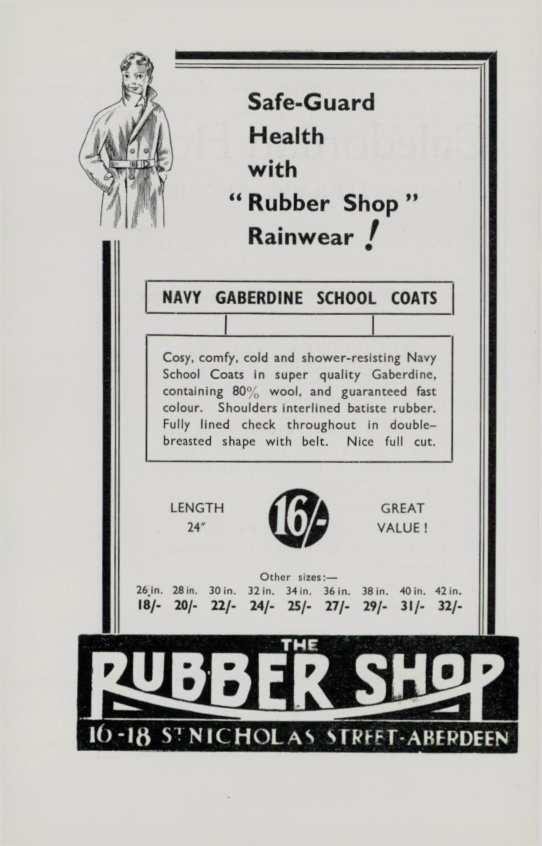 Safe-Guard
Health
with
“Rubber Shop”
Rainwear !
NAVY GABERDINE SCHOOL COATS
Cosy, comfy, cold and shower-resisting Navy
School Coats in super quality Gaberdine,
containing 80% wool, and guaranteed fast
colour. Shoulders interlined batiste rubber.
Fully lined check throughout in double-
breasted shape with belt. Nice full cut.
LENGTH
24″
16/-
GREAT
VALUE !
Other sizes:—
26 in. 28 in. 30 in. 32 in. 34 in. 36 in. 38 in. 40 in. 42 in.
18/- 20/- 22/- 24/- 25/- 27/- 29/- 31/- 32/-
THE
RUBBER SHOP
16-18 ST NICHOLAS STREET-ABERDEEN